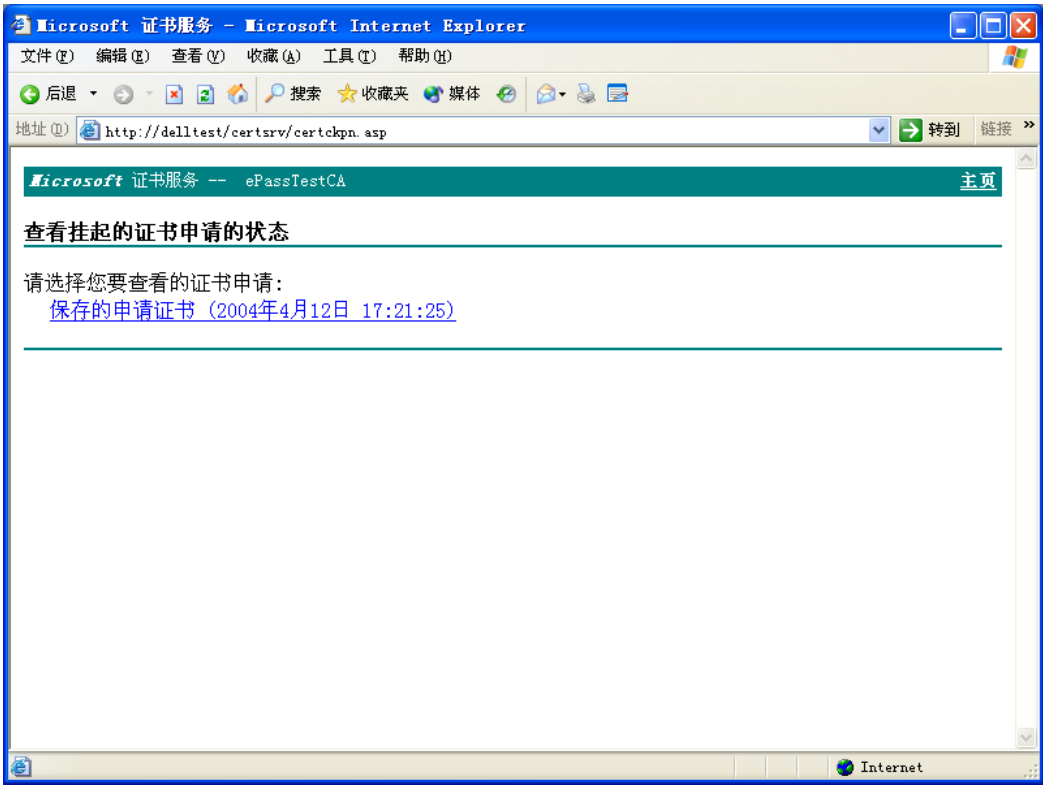 Microsoft 证书服务 - Microsoft Internet Explorer
文件(F) 编辑(E) 查看(V) 收藏(A) 工具(T) 帮助(H)
后退 搜索 收藏夹 媒体
地址(D) http://delltest/certsrv/certckpn.asp 转到 链接 »
Microsoft 证书服务 -- ePassTestCA 主页
查看挂起的证书申请的状态
请选择您要查看的证书申请:
保存的申请证书 (2004年4月12日 17:21:25)
Internet